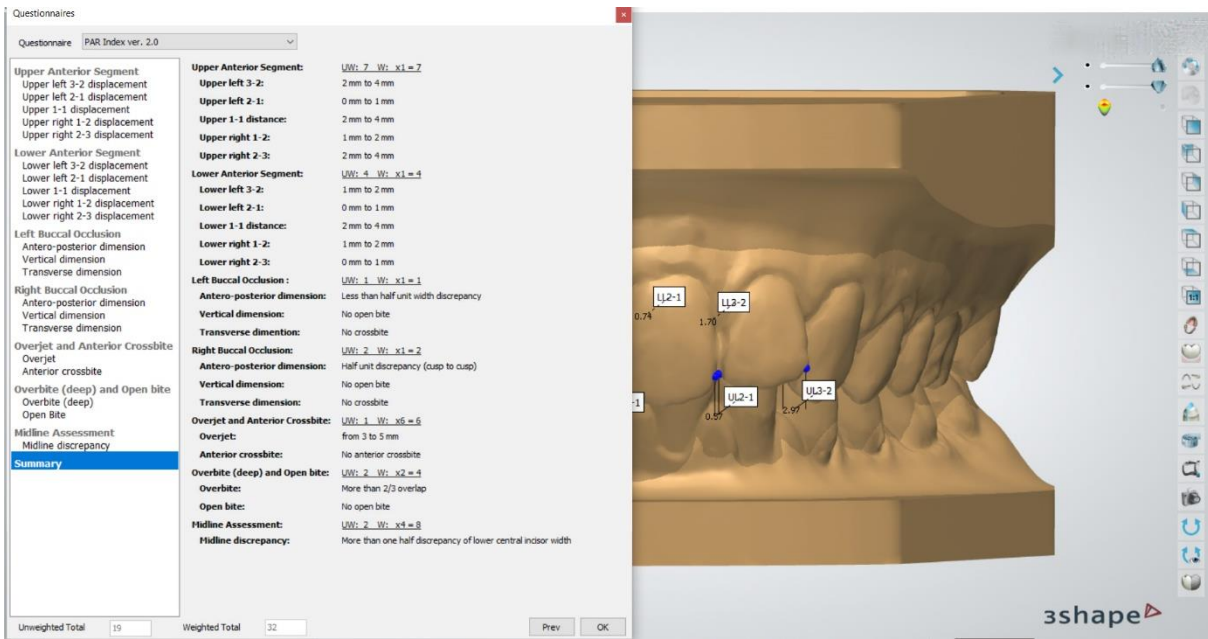 Questionnaires
Questionnaire PAR Index ver. 2.0
Upper Anterior Segment
Upper left 3-2 displacement
Upper left 2-1 displacement
Upper 1-1 displacement
Upper right 1-2 displacement
Upper right 2-3 displacement
Lower Anterior Segment
Lower left 3-2 displacement
Lower left 2-1 displacement
Lower 1-1 displacement
Lower right 1-2 displacement
Lower right 2-3 displacement
Left Buccal Occlusion
Antero-posterior dimension
Vertical dimension
Transverse dimension
Right Buccal Occlusion
Antero-posterior dimension
Vertical dimension
Transverse dimension
Overjet and Anterior Crossbite
Overjet
Anterior crossbite
Overbite (deep) and Open bite
Overbite (deep)
Open Bite
Midline Assessment
Midline discrepancy
Summary
Upper Anterior Segment: UW: 7 W: x1 = 7
Upper left 3-2: 2 mm to 4 mm
Upper left 2-1: 0 mm to 1 mm
Upper 1-1 distance: 2 mm to 4 mm
Upper right 1-2: 1 mm to 2 mm
Upper right 2-3: 2 mm to 4 mm
Lower Anterior Segment: UW: 4 W: x1 = 4
Lower left 3-2: 1 mm to 2 mm
Lower left 2-1: 0 mm to 1 mm
Lower 1-1 distance: 2 mm to 4 mm
Lower right 1-2: 1 mm to 2 mm
Lower right 2-3: 0 mm to 1 mm
Left Buccal Occlusion : UW: 1 W: x1 = 1
Antero-posterior dimension: Less than half unit width discrepancy
Vertical dimension: No open bite
Transverse dimention: No crossbite
Right Buccal Occlusion: UW: 2 W: x1 = 2
Antero-posterior dimension: Half unit discrepancy (cusp to cusp)
Vertical dimension: No open bite
Transverse dimension: No crossbite
Overjet and Anterior Crossbite: UW: 1 W: x6 = 6
Overjet: from 3 to 5 mm
Anterior crossbite: No anterior crossbite
Overbite (deep) and Open bite: UW: 2 W: x2 = 4
Overbite: More than 2/3 overlap
Open bite: No open bite
Midline Assessment: UW: 2 W: x4 = 8
Midline discrepancy: More than one half discrepancy of lower central incisor width
Unweighted Total 19 Weighted Total 32 Prev OK
LL2-1
0.74
LL3-2
1.70
-1
UL2-1
0.57
UL3-2
2.97
1:1
3shape